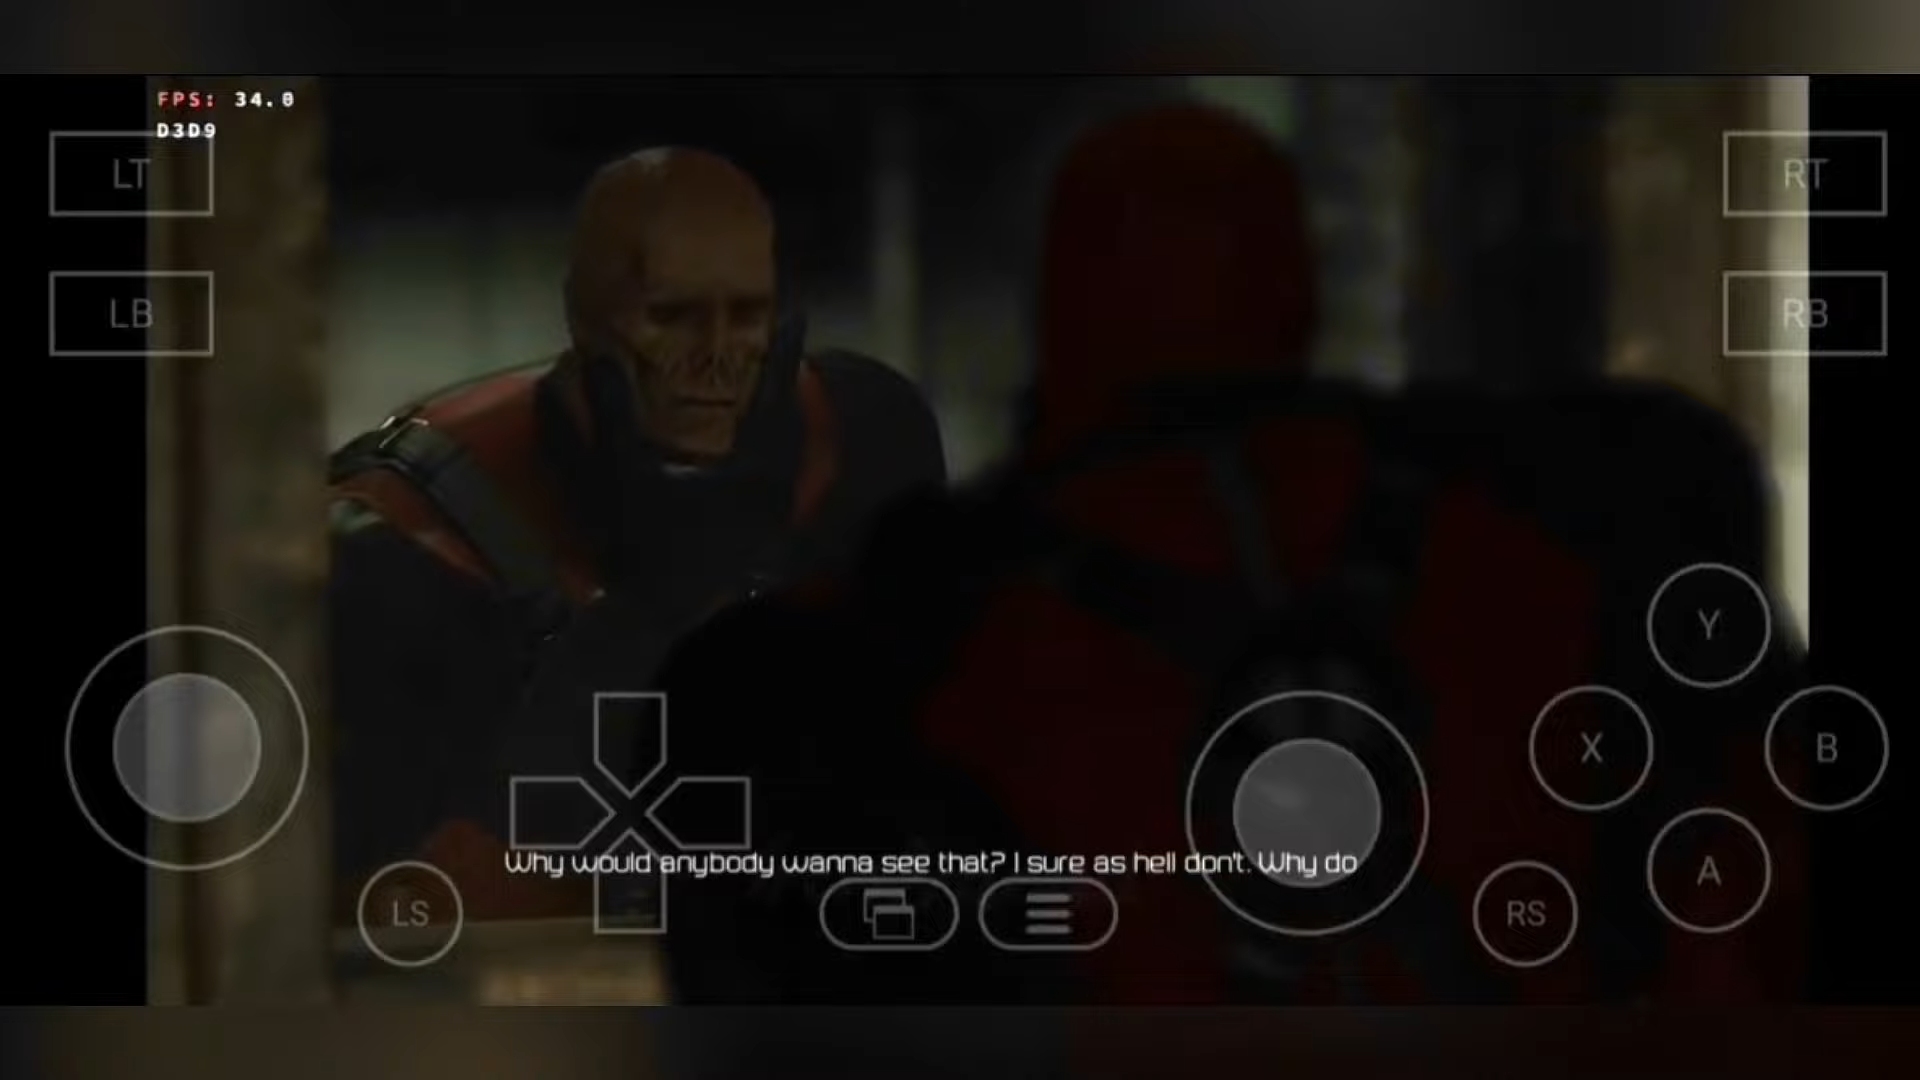 FPS: 34.0
D3D9
LT
RT
LB
RB
Y
X
B
A
Why would anybody wanna see that? I sure as hell don't. Why do
LS
RS